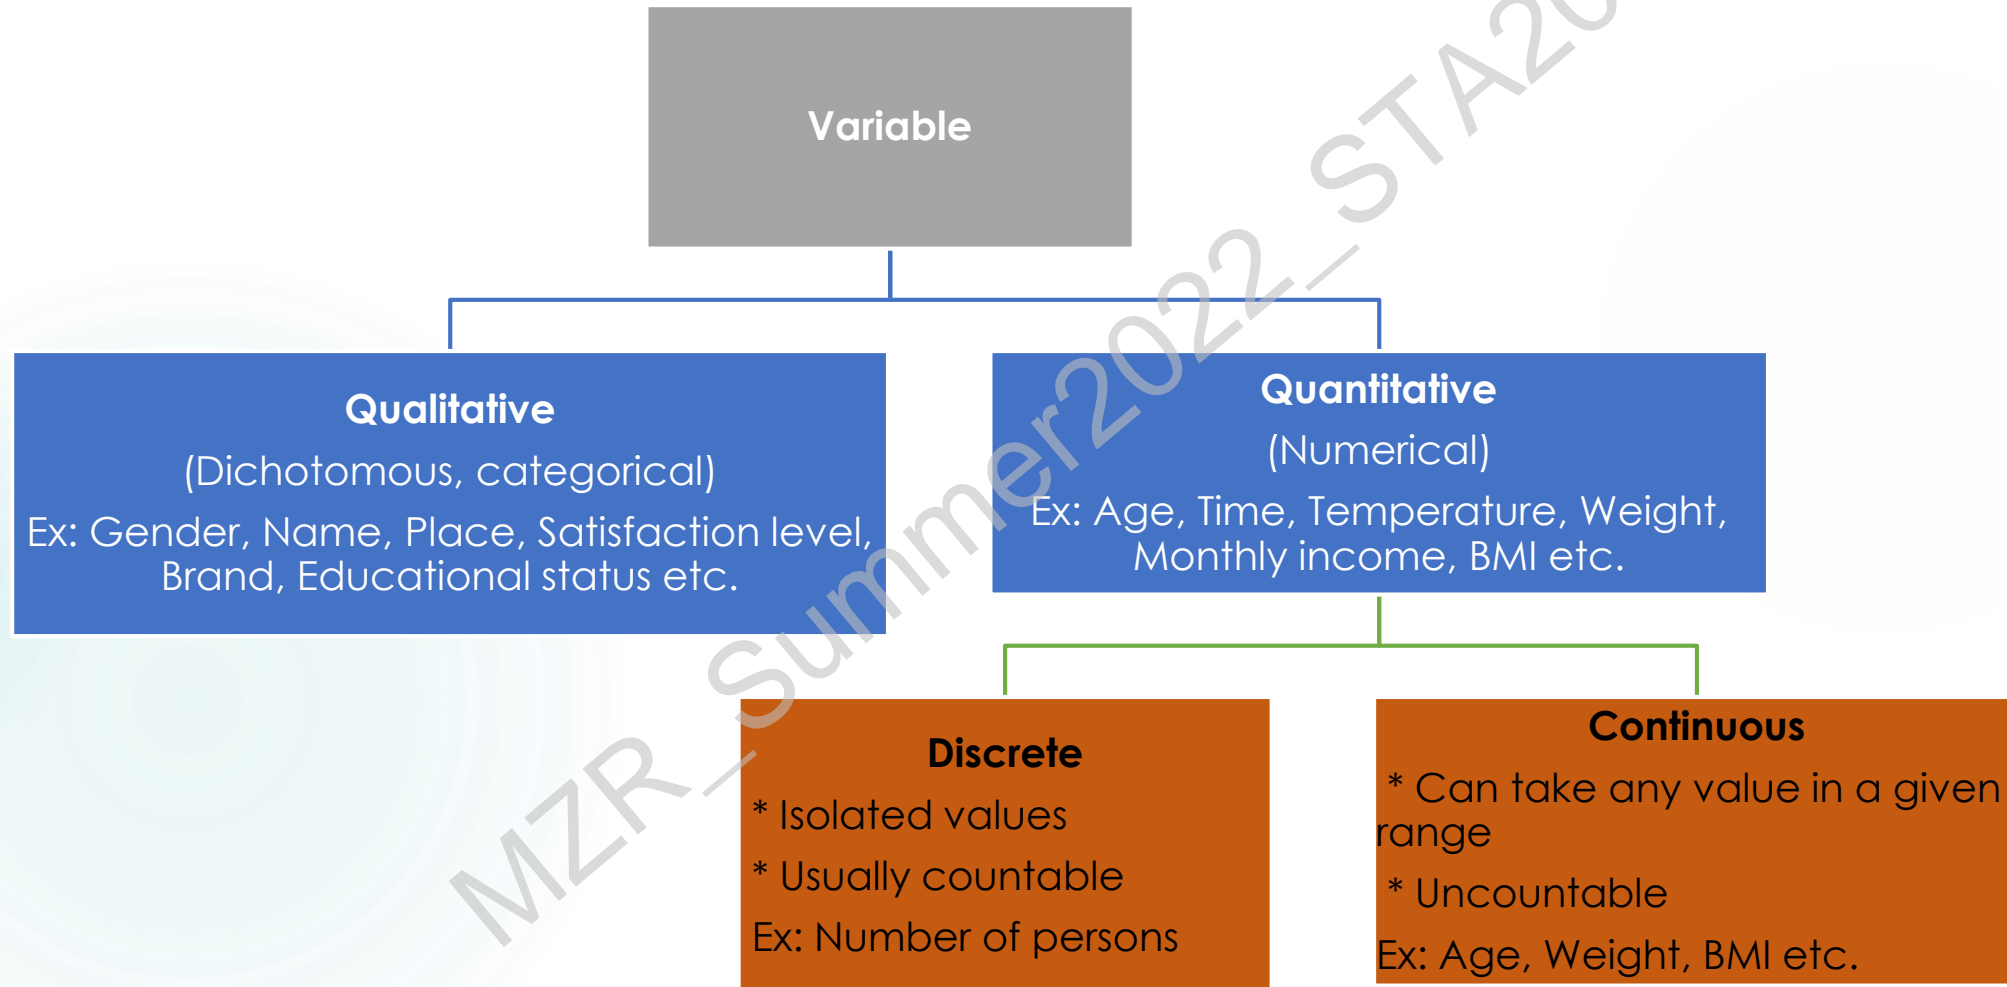 Variable
Qualitative
(Dichotomous, categorical)
Ex: Gender, Name, Place, Satisfaction level,
Brand, Educational status etc.
Quantitative
(Numerical)
Ex: Age, Time, Temperature, Weight,
Monthly income, BMI etc.
Discrete
* Isolated values
* Usually countable
Ex: Number of persons
Continuous
* Can take any value in a given
range
* Uncountable
Ex: Age, Weight, BMI etc.
MZR_Summer2022_STA20